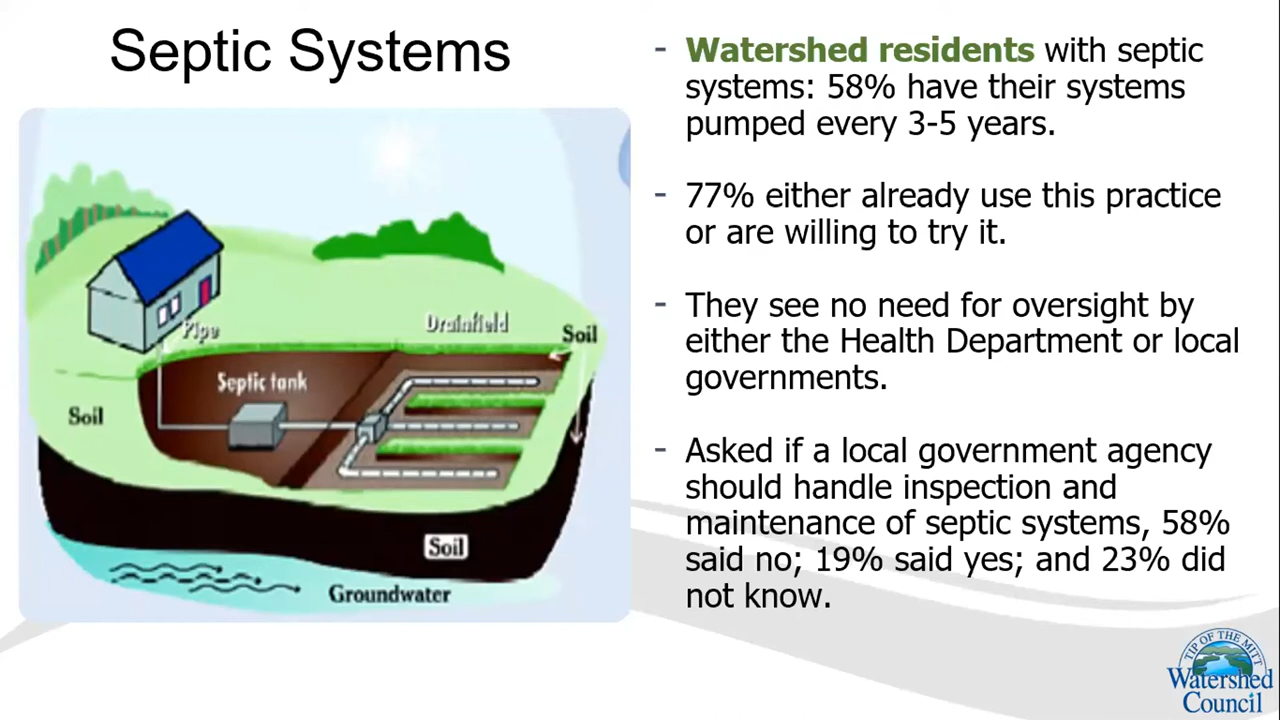 Septic Systems
- Watershed residents with septic
systems: 58% have their systems
pumped every 3-5 years.
- 77% either already use this practice
or are willing to try it.
- They see no need for oversight by
either the Health Department or local
governments.
- Asked if a local government agency
should handle inspection and
maintenance of septic systems, 58%
said no; 19% said yes; and 23% did
not know.
Pipe
Drainfield
Soil
Septic tank
Soil
Soil
Groundwater
TIP OF THE MITT
Watershed
Council